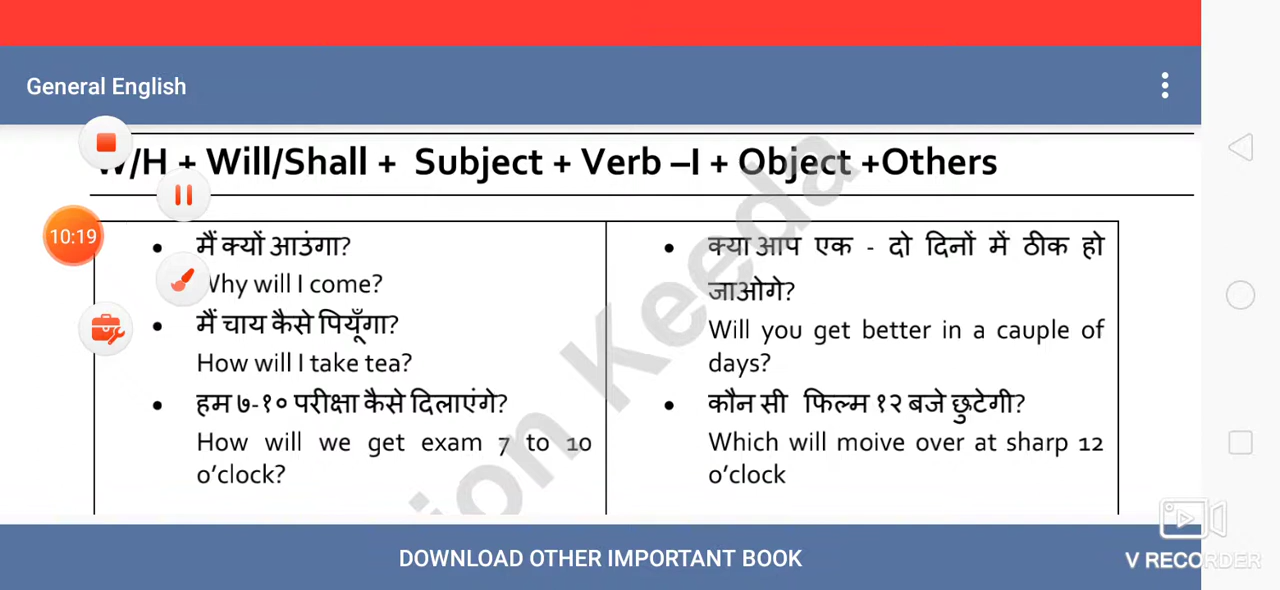 General English
W/H + Will/Shall + Subject + Verb –I + Object +Others
10:19
• मैं क्यों आउंगा?
Why will I come?
• मैं चाय कैसे पियूँगा?
How will I take tea?
• हम ७-१० परीक्षा कैसे दिलाएंगे?
How will we get exam 7 to 10
o'clock?
• क्या आप एक - दो दिनों में ठीक हो
जाओगे?
Will you get better in a cauple of
days?
• कौन सी फिल्म १२ बजे छुटेगी?
Which will moive over at sharp 12
o'clock
ion Keeda
DOWNLOAD OTHER IMPORTANT BOOK
V RECORDER